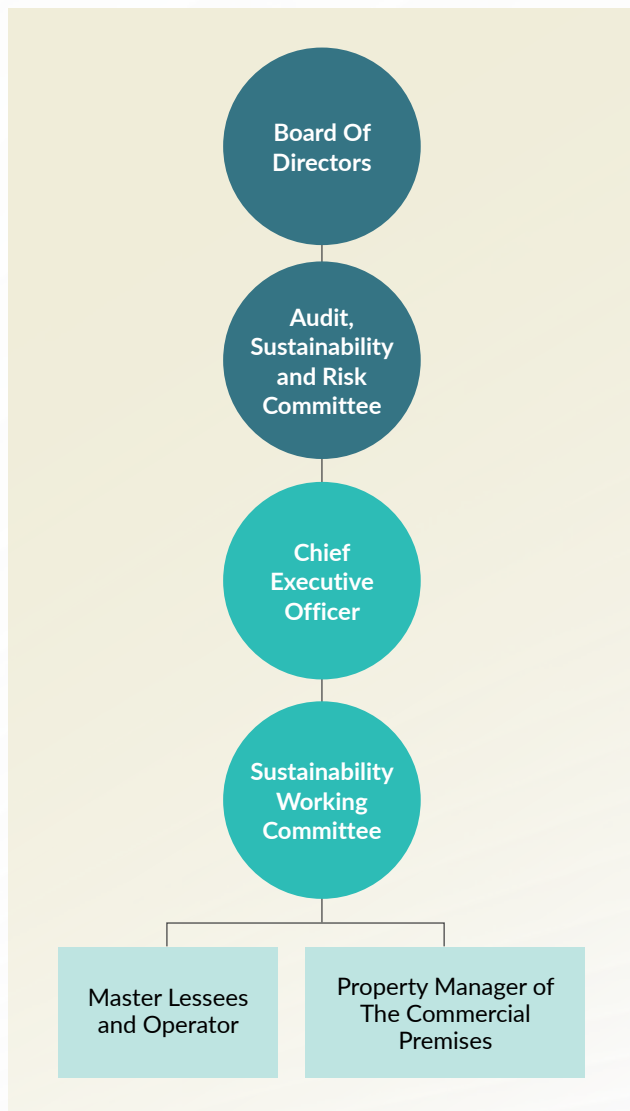 Board Of
Directors
Audit,
Sustainability
and Risk
Committee
Chief
Executive
Officer
Sustainability
Working
Committee
Master Lessees
and Operator
Property Manager of
The Commercial
Premises